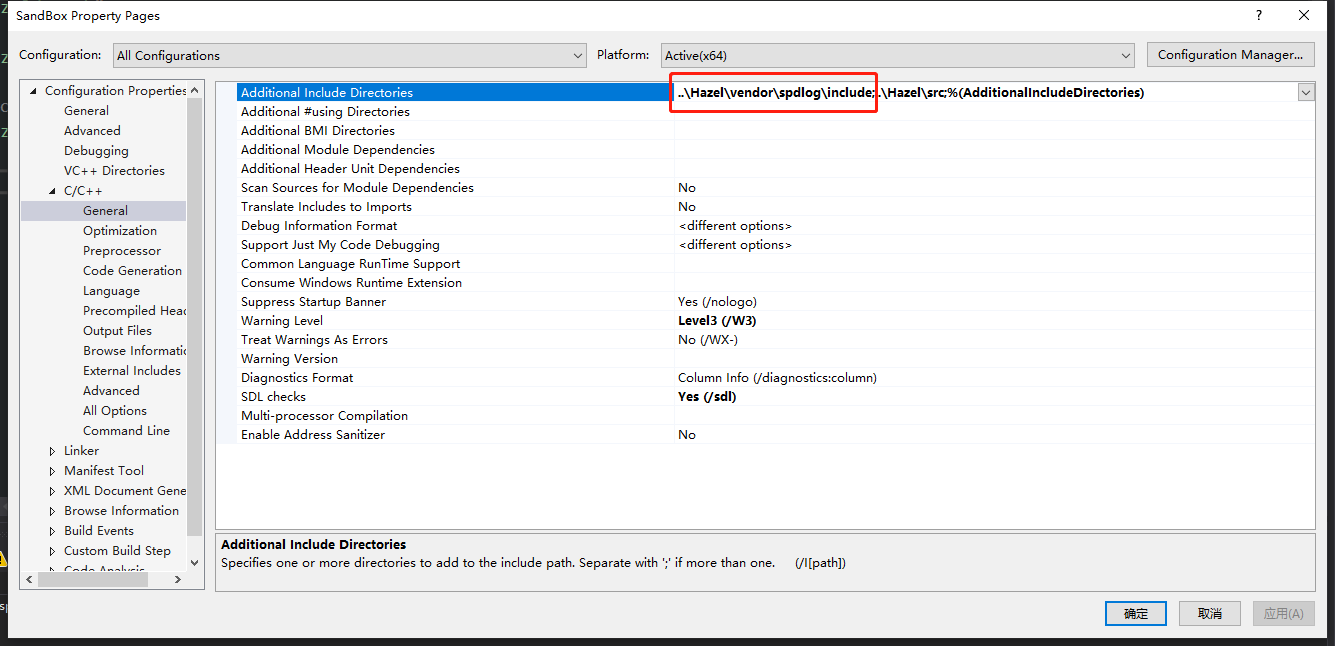 SandBox Property Pages
?
Configuration: All Configurations Platform: Active(x64) Configuration Manager...
Configuration Properties
General
Advanced
Debugging
VC++ Directories
C/C++
General
Optimization
Preprocessor
Code Generation
Language
Precompiled Head
Output Files
Browse Informatic
External Includes
Advanced
All Options
Command Line
Linker
Manifest Tool
XML Document Gene
Browse Information
Build Events
Custom Build Step
Code Analysis
Additional Include Directories ..\Hazel\vendor\spdlog\include;..\Hazel\src;%(AdditionalIncludeDirectories)
Additional #using Directories
Additional BMI Directories
Additional Module Dependencies
Additional Header Unit Dependencies
Scan Sources for Module Dependencies No
Translate Includes to Imports No
Debug Information Format <different options>
Support Just My Code Debugging <different options>
Common Language RunTime Support
Consume Windows Runtime Extension
Suppress Startup Banner Yes (/nologo)
Warning Level Level3 (/W3)
Treat Warnings As Errors No (/WX-)
Warning Version
Diagnostics Format Column Info (/diagnostics:column)
SDL checks Yes (/sdl)
Multi-processor Compilation
Enable Address Sanitizer No
Additional Include Directories
Specifies one or more directories to add to the include path. Separate with ';' if more than one. (/I[path])
确定 取消 应用(A)